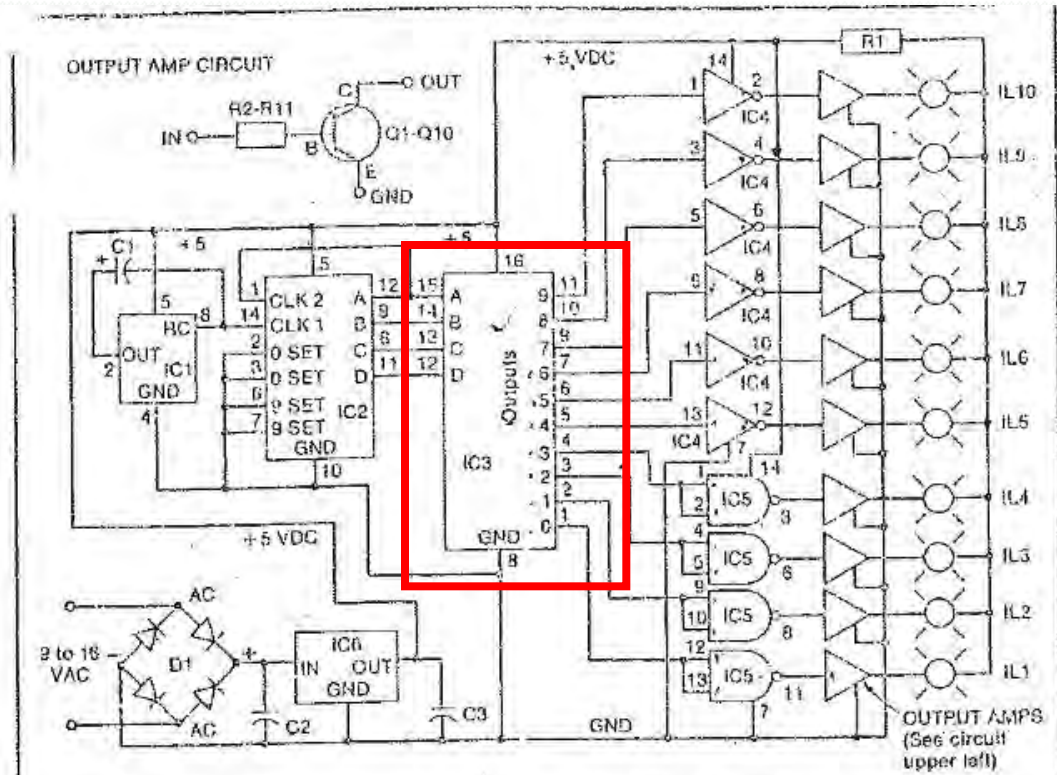 OUTPUT AMP CIRCUIT
C
OUT
R2-R11
Q1-Q10
IN
B
E
GND
+5 VDC
14
R1
1
2
IC4
IL10
3
4
IC4
IL9
5
6
IC4
IL8
9
8
IC4
IL7
11
10
IC4
IL6
13
12
IC4
7
IL5
C1
+
+5
5
RC
8
OUT
2
IC1
GND
4
5
1
CLK 2
14
CLK 1
2
0 SET
3
0 SET
6
9 SET
7
9 SET
IC2
GND
10
A
12
B
9
C
8
D
11
+5
16
15
A
14
B
13
C
12
D
Outputs
IC3
GND
8
9
11
8
10
7
9
6
7
5
6
4
5
3
4
2
3
1
2
0
1
14
1
2
IC5
3
IL4
4
5
IC5
6
IL3
9
10
IC5
8
IL2
12
13
IC5
11
7
IL1
+5 VDC
AC
9 to 16
VAC
D1
AC
+
IC6
IN
OUT
GND
C2
C3
GND
OUTPUT AMPS
(See circuit
upper left)